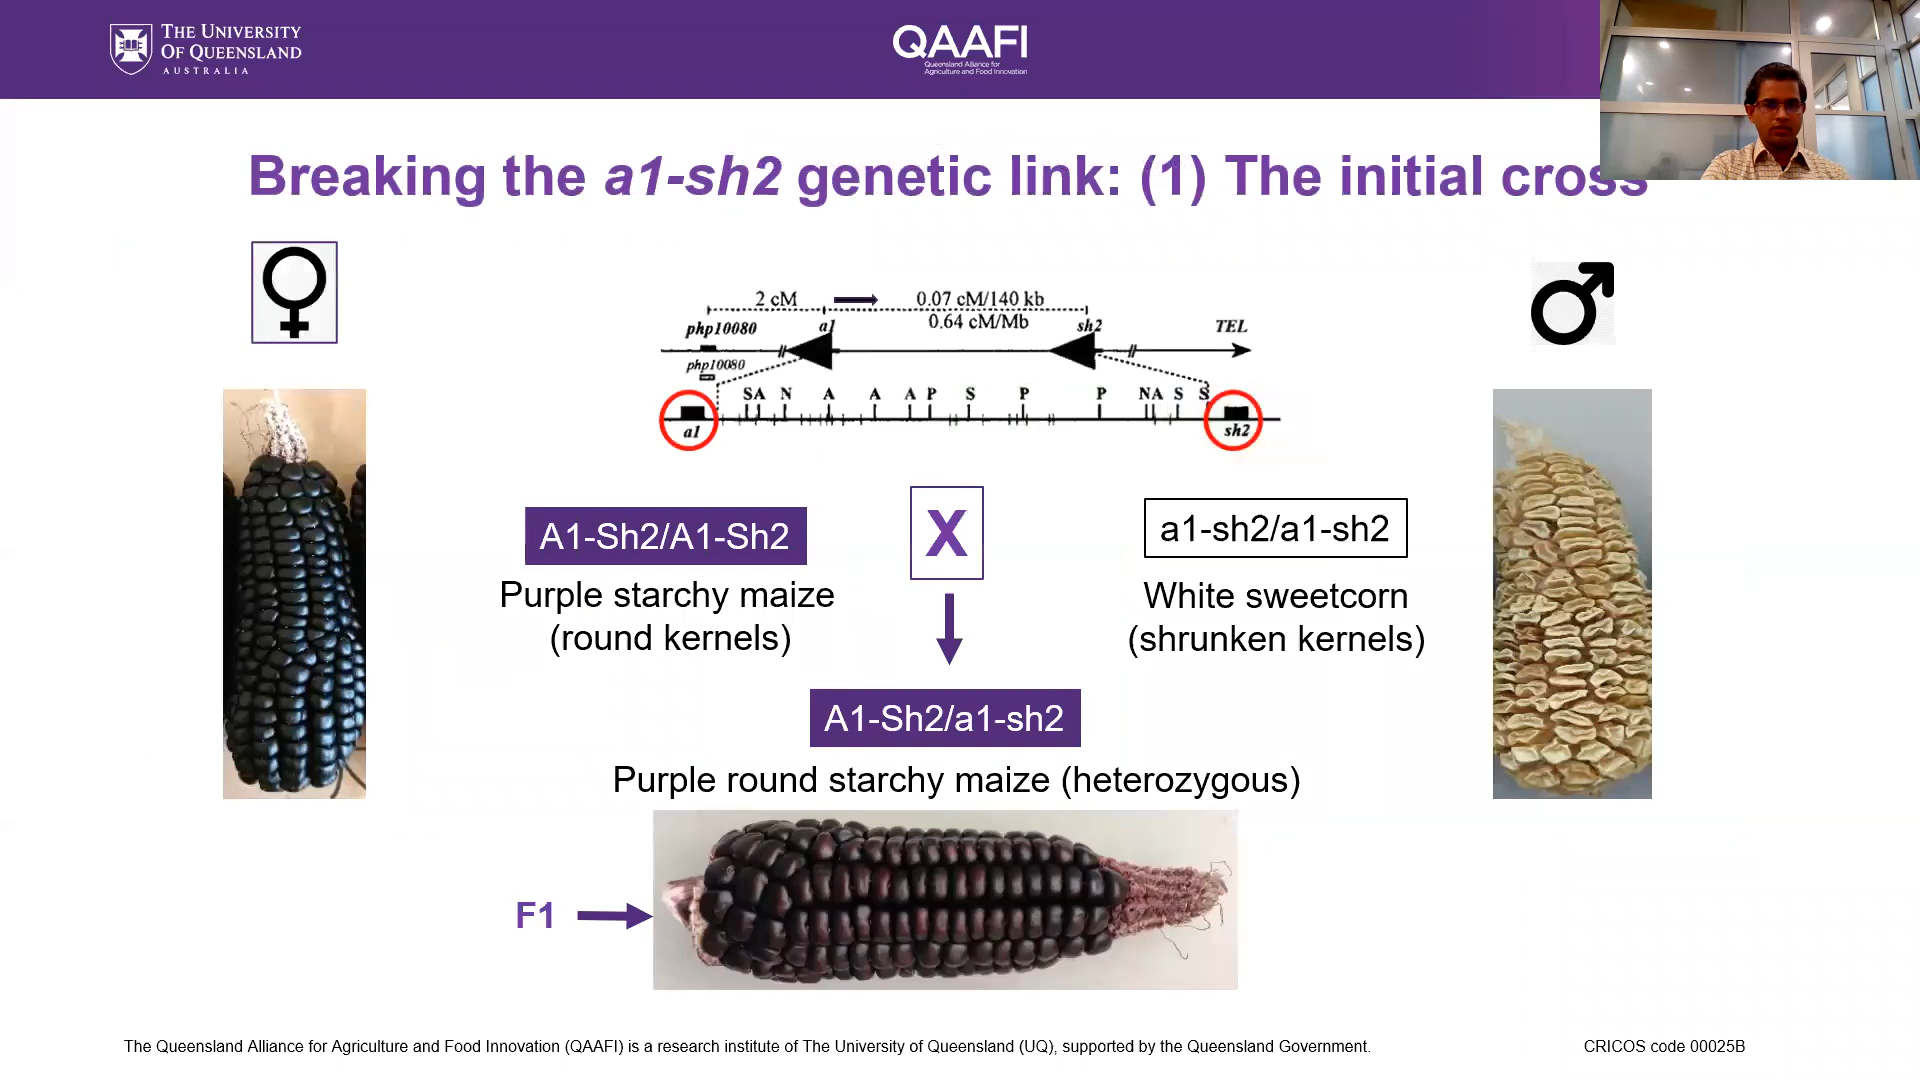 THE UNIVERSITY
OF QUEENSLAND
AUSTRALIA
QAAFI
Queensland Alliance for
Agriculture and Food Innovation
Breaking the a1-sh2 genetic link: (1) The initial cross
2 cM
0.07 cM/140 kb
0.64 cM/Mb
php10080
a1
sh2
TEL
php10080
SA N A A A P S P P NA S S
a1
sh2
A1-Sh2/A1-Sh2
X
a1-sh2/a1-sh2
Purple starchy maize
(round kernels)
White sweetcorn
(shrunken kernels)
A1-Sh2/a1-sh2
Purple round starchy maize (heterozygous)
F1
The Queensland Alliance for Agriculture and Food Innovation (QAAFI) is a research institute of The University of Queensland (UQ), supported by the Queensland Government.
CRICOS code 00025B